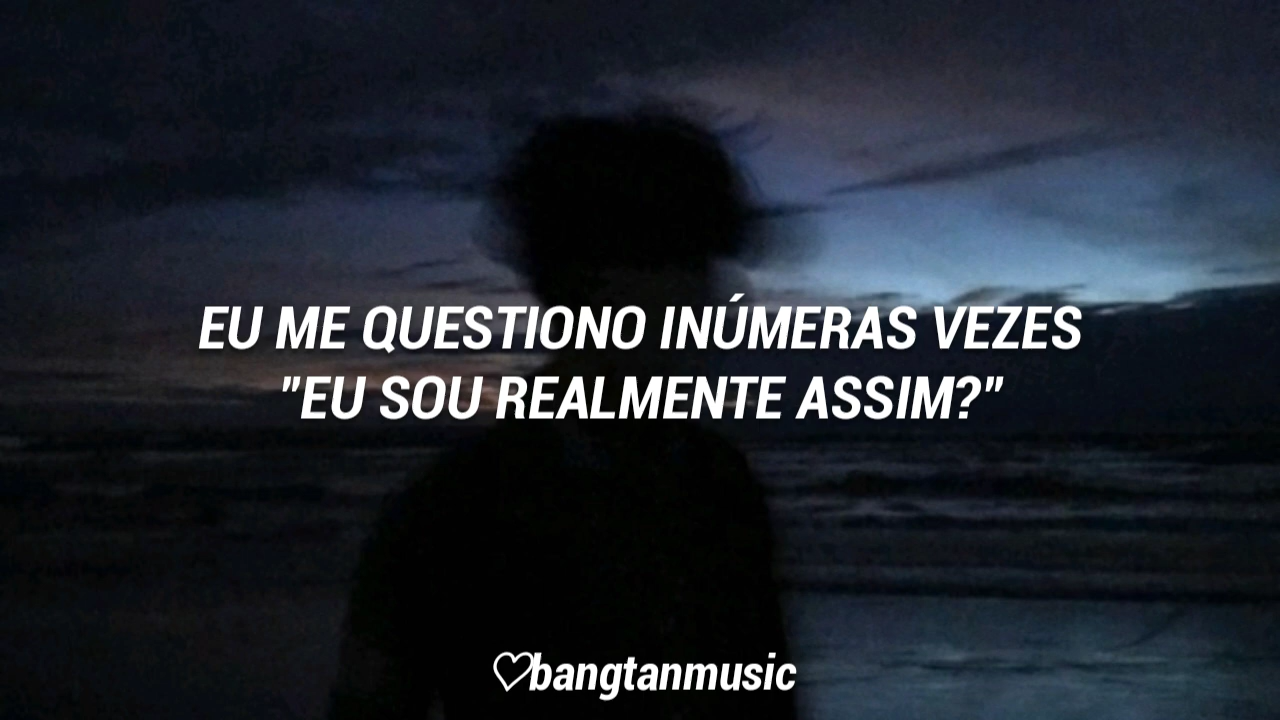 EU ME QUESTIONO INÚMERAS VEZES
"EU SOU REALMENTE ASSIM?"
♡bangtanmusic